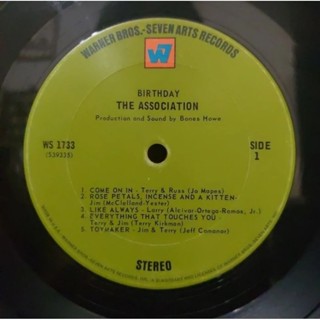 WARNER BROS.-SEVEN ARTS RECORDS
W7
BIRTHDAY
THE ASSOCIATION
Production and Sound by Bones Howe
WS 1733
(S34335)
SIDE
1
1 COME ON IN - Terry & Russ (Jo Mapes)
2 ROSE PETALS, INCENSE AND A KITTEN-
Jim (McClelland-Yester)
3 LIKE ALWAYS - Larry (Alcivar-Ortega-Ramos, Jr.)
4 EVERYTHING THAT TOUCHES YOU -
Terry & Jim (Terry Kirkman)
5 TOYMAKER - Jim & Terry (Jeff Comanor)
STEREO